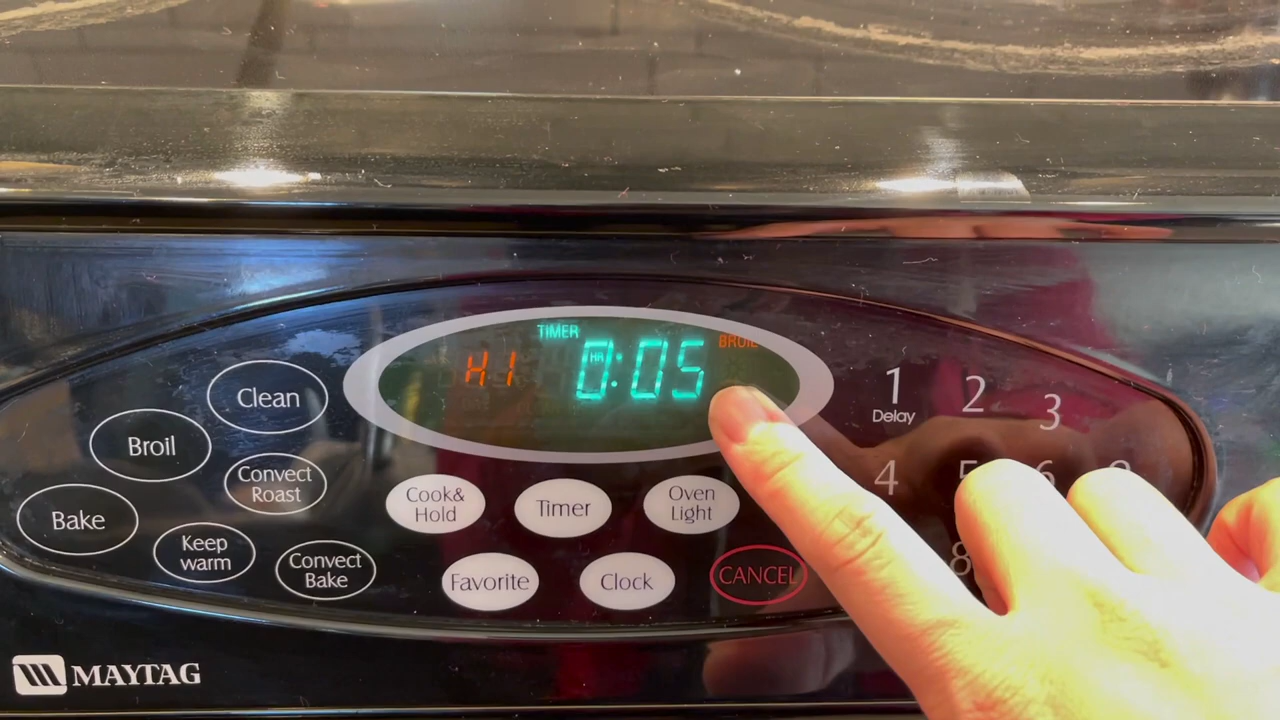 TIMER
BROIL
HI
HR
0:05
Clean
Broil
Convect
Roast
Bake
Keep
warm
Convect
Bake
Cook&
Hold
Timer
Oven
Light
Favorite
Clock
CANCEL
1
Delay
2
3
4
8
MAYTAG